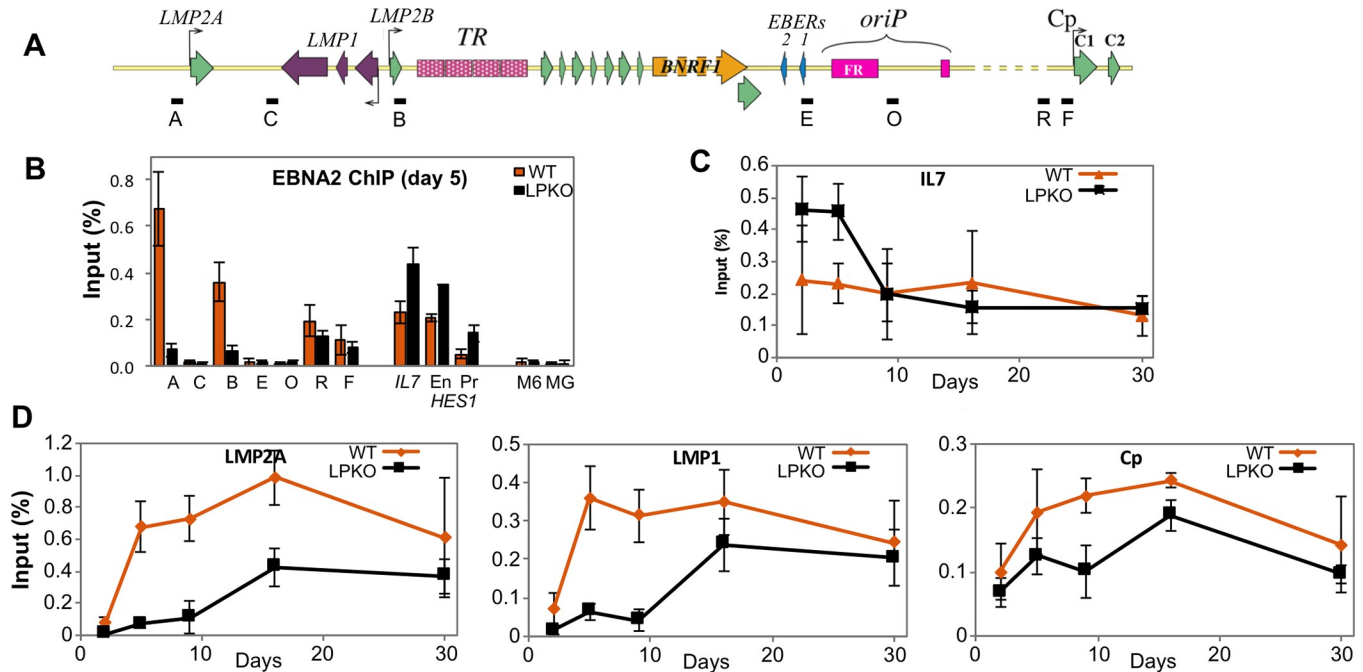 A
LMP2A
LMP1
LMP2B
TR
BNRF1
EBERs
2 1
oriP
FR
Cp
C1 C2
A C B E O R F
B
EBNA2 ChIP (day 5)
WT
LPKO
Input (%)
0.8
0.6
0.4
0.2
0.0
A C B E O R F IL7 En Pr M6 MG
HES1
C
IL7
WT
LPKO
Input (%)
0.6
0.5
0.4
0.3
0.2
0.1
0
0 10 20 30
Days
D
LMP2A
WT
LPKO
Input (%)
1.2
1.0
0.8
0.6
0.4
0.2
0
0 10 20 30
Days
LMP1
WT
LPKO
0.5
0.4
0.3
0.2
0.1
0
0 10 20 30
Days
Cp
WT
LPKO
0.3
0.2
0.1
0
0 10 20 30
Days